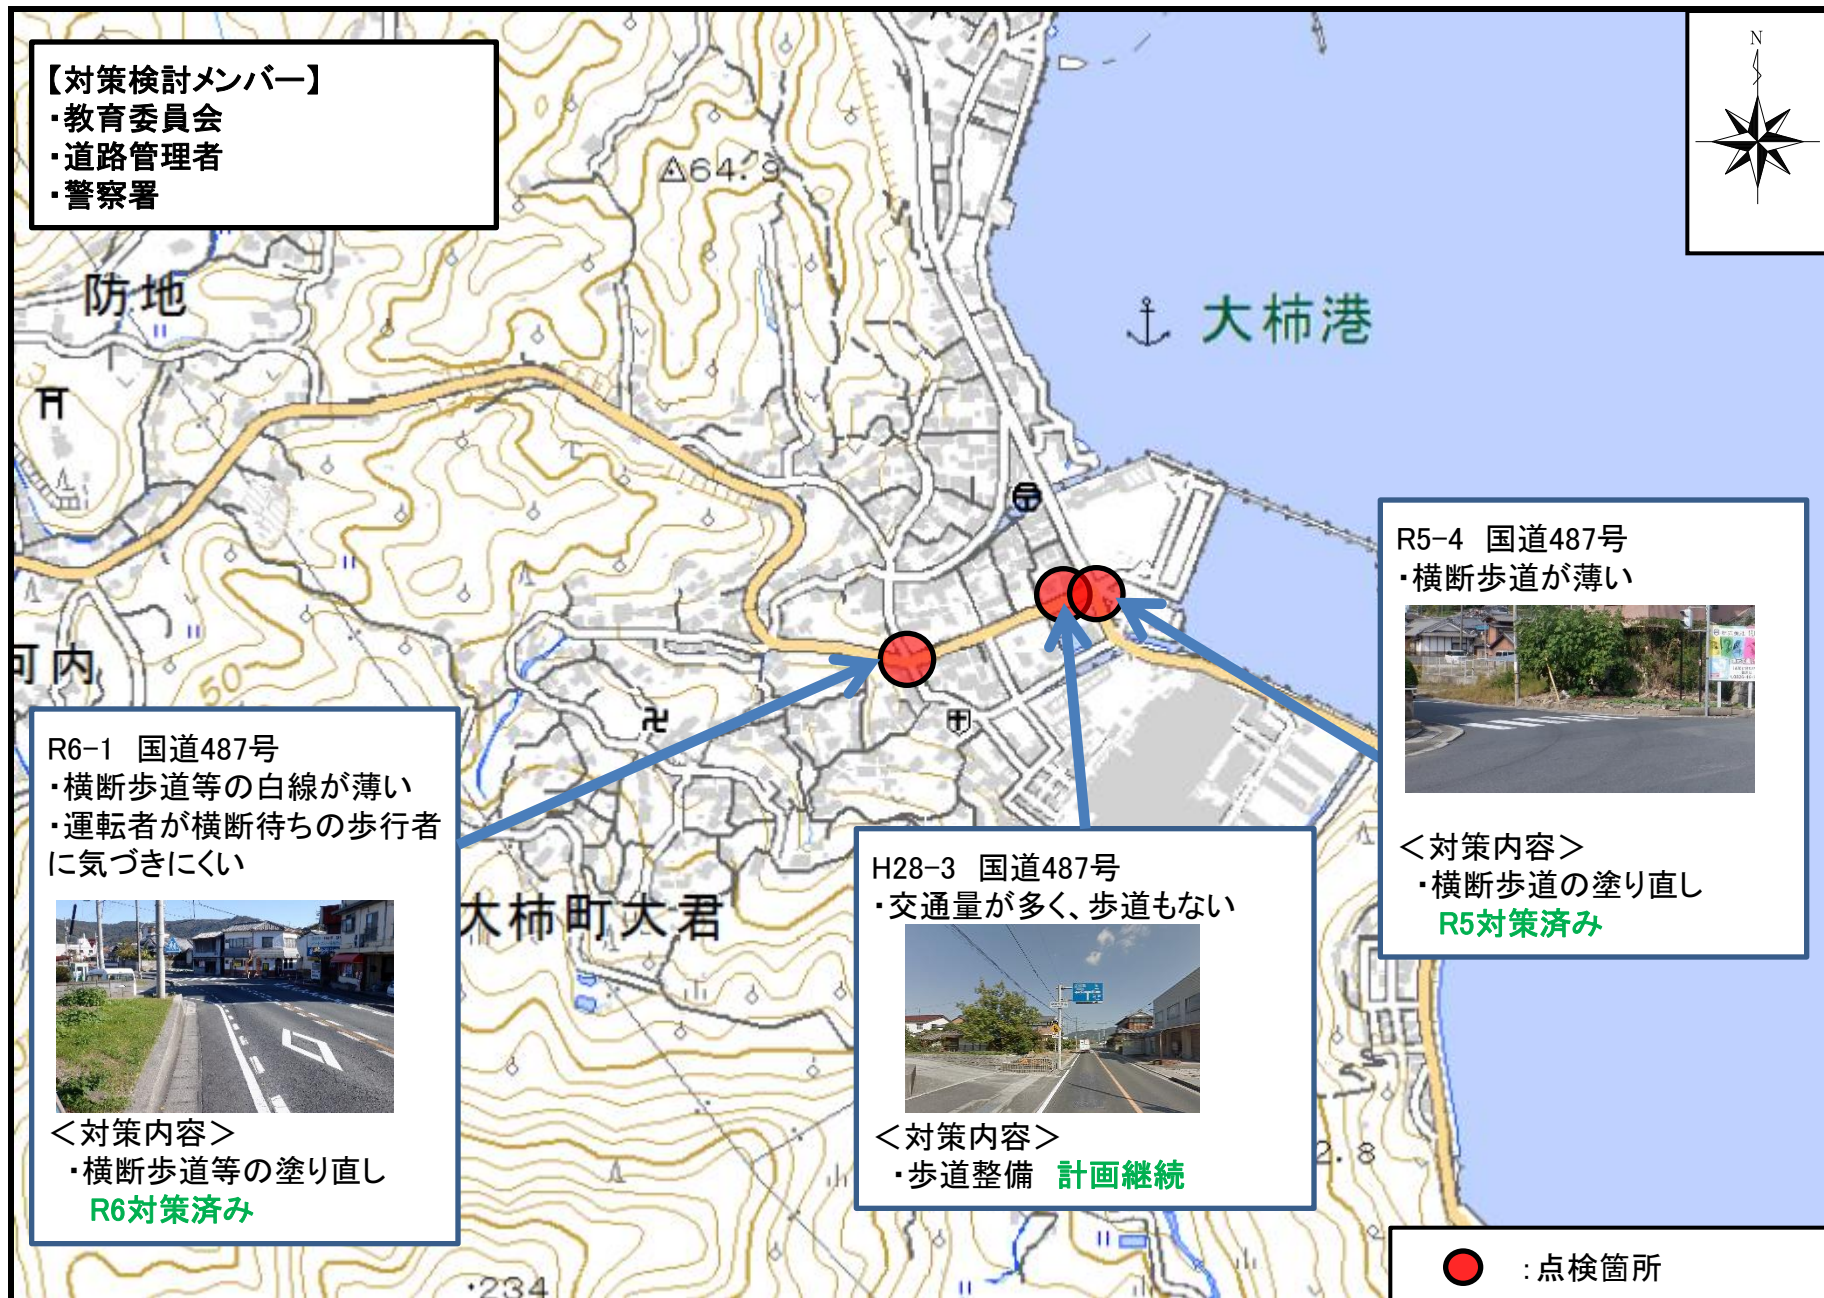 【対策検討メンバー】
・教育委員会
・道路管理者
・警察署
N
△64.9
防地
大柿港
R5-4 国道487号
・横断歩道が薄い
可内
50
R6-1 国道487号
・横断歩道等の白線が薄い
・運転者が横断待ちの歩行者
に気づきにくい
<対策内容>
・横断歩道の塗り直し
R5対策済み
H28-3 国道487号
・交通量が多く、歩道もない
大柿町大君
<対策内容>
・横断歩道等の塗り直し
R6対策済み
<対策内容>
・歩道整備 計画継続
2.8
・234
:点検箇所